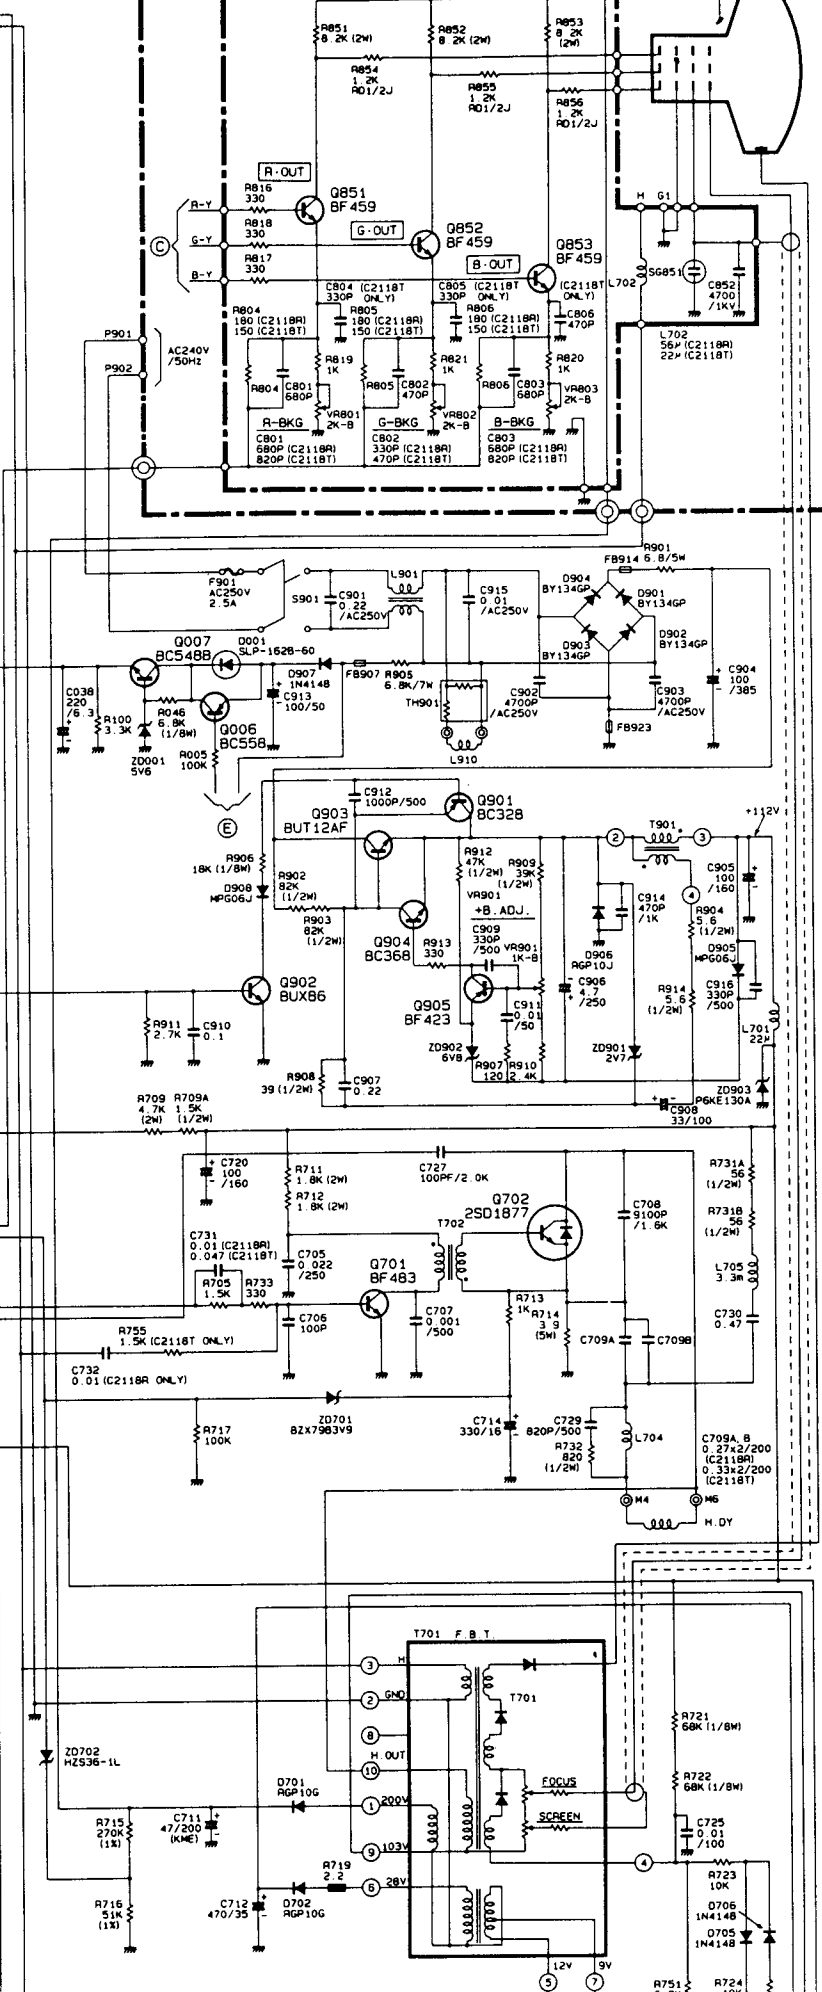 R851
8.2K (2W)
R852
8.2K (2W)
R853
8.2K
(2W)
R854
1.2K
RD1/2J
R855
1.2K
RD1/2J
R856
1.2K
RD1/2J
R·OUT
R816
330
Q851
BF459
R-Y
R818
330
G·OUT
Q852
BF459
G-Y
C
R817
330
B·OUT
Q853
BF459
B-Y
H
G1
L702
SG851
C852
4700
/1KV
C804 (C2118T
330P ONLY)
C805 (C2118T
330P ONLY)
(C2118T
ONLY)
C806
470P
R804
180 (C2118R)
150 (C2118T)
R805
180 (C2118R)
150 (C2118T)
R806
180 (C2118R)
150 (C2118T)
L702
56µ (C2118R)
22µ (C2118T)
P901
P902
AC240V
/50Hz
R804
C801
680P
R819
1K
VR801
2K-B
R805
C802
470P
R821
1K
VR802
2K-B
R806
C803
680P
R820
1K
VR803
2K-B
R-BKG
G-BKG
B-BKG
C801
680P (C2118R)
820P (C2118T)
C802
330P (C2118R)
470P (C2118T)
C803
680P (C2118R)
820P (C2118T)
F901
AC250V
2.5A
S901
C901
0.22
/AC250V
L901
C915
0.01
/AC250V
FB914
R901
6.8/5W
D904
BY134GP
D901
BY134GP
D903
BY134GP
D902
BY134GP
C904
100
/385
Q007
BC548B
D001
SLP-162B-60
D907
1N4148
FB907
R905
6.8K/7W
C902
4700P
/AC250V
C903
4700P
/AC250V
FB923
C038
220
/6.3
R100
3.3K
R046
6.8K
(1/8W)
C913
100/50
Q006
BC558
ZD001
5V6
R005
100K
TH901
L910
E
C912
1000P/500
Q901
BC328
Q903
BUT12AF
T901
2
3
4
+112V
R906
18K (1/8W)
D908
MPG06J
R902
82K
(1/2W)
R903
82K
(1/2W)
R912
47K
(1/2W)
R909
39K
(1/2W)
VR901
+B.ADJ.
C905
100
/160
C914
470P
/1K
R904
5.6
(1/2W)
Q904
BC368
R913
330
C909
330P
/500
VR901
1K-B
D906
RGP10J
D905
MPG06J
Q902
BUX86
Q905
BF423
C911
0.01
/50
C906
4.7
/250
R914
5.6
(1/2W)
C916
330P
/500
L701
22µ
R911
2.7K
C910
0.1
ZD902
6V8
ZD901
2V7
R908
39 (1/2W)
C907
0.22
R907
120
R910
2.4K
ZD903
P6KE130A
C908
33/100
R709
4.7K
(2W)
R709A
1.5K
(1/2W)
C720
100
/160
R711
1.8K (2W)
R712
1.8K (2W)
C727
100PF/2.0K
Q702
2SD1877
C708
9100P
/1.6K
R731A
56
(1/2W)
R731B
56
(1/2W)
C731
0.01 (C2118R)
0.047 (C2118T)
T702
C705
0.022
/250
Q701
BF483
L705
3.3m
R705
1.5K
R733
330
R713
1K
R714
3.9
(5W)
C730
0.47
C706
100P
C707
0.001
/500
C709A
C709B
R755
1.5K (C2118T ONLY)
C732
0.01 (C2118R ONLY)
ZD701
BZX7983V9
R717
100K
C714
330/16
C729
820P/500
R732
820
(1/2W)
L704
C709A, B
0.27x2/200
(C2118R)
0.33x2/200
(C2118T)
M4
M6
H.DY
T701 F.B.T.
3
H
2
GND
T701
8
H.OUT
10
ZD702
HZS36-1L
R721
68K (1/8W)
R722
68K (1/8W)
D701
RGP10G
1
200V
FOCUS
SCREEN
R715
270K
(1%)
C711
47/200
(KME)
9
103V
C725
0.01
/100
4
R719
2.2
6
28V
R723
10K
R716
51K
(1%)
C712
470/35
D702
RGP10G
D706
1N4148
D705
1N4148
12V
5
9V
7
R751
R724